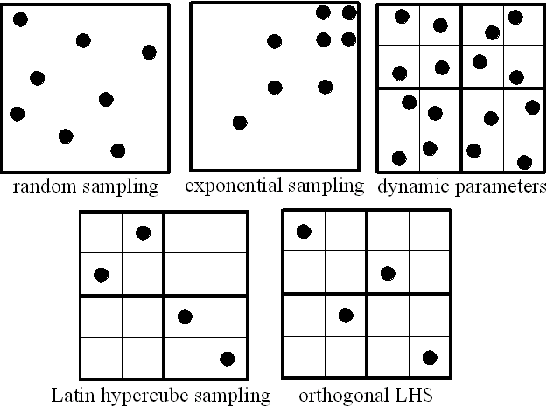 random sampling
exponential sampling
dynamic parameters
Latin hypercube sampling
orthogonal LHS